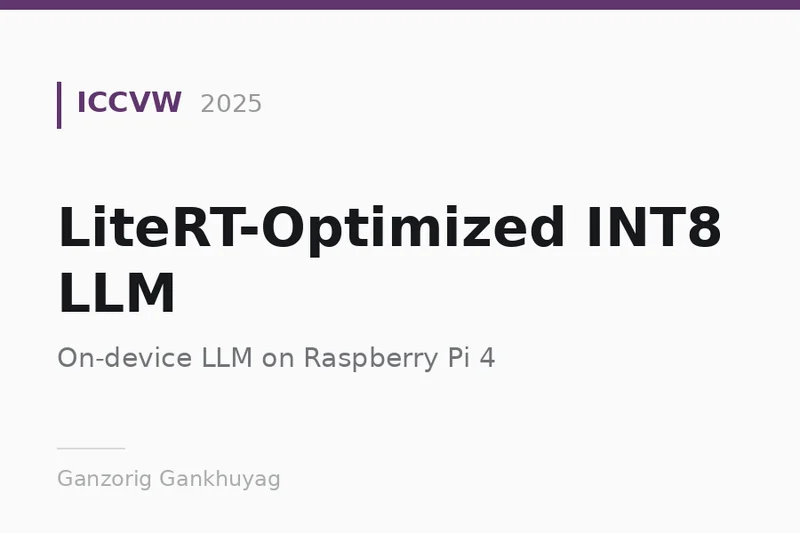 ICCVW 2025
LiteRT-Optimized INT8
LLM
On-device LLM on Raspberry Pi 4
Ganzorig Gankhuyag